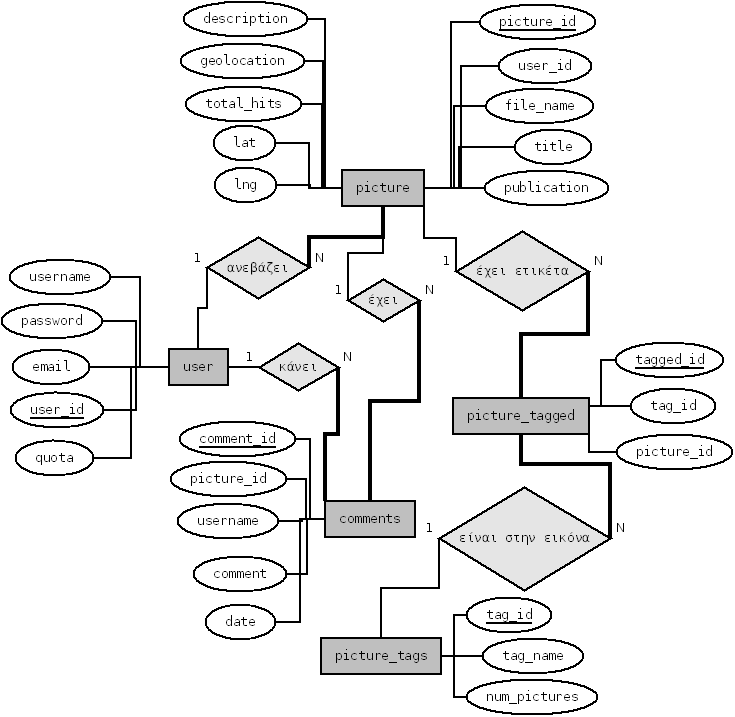 description
picture_id
geolocation
user_id
total_hits
file_name
lat
title
lng
picture
publication
1
ανεβάζει
N
1
έχει
N
1
έχει ετικέτα
N
username
password
email
user_id
quota
user
1
κάνει
N
tagged_id
picture_tagged
tag_id
picture_id
comment_id
picture_id
username
comments
comment
date
1
είναι στην εικόνα
N
picture_tags
tag_id
tag_name
num_pictures